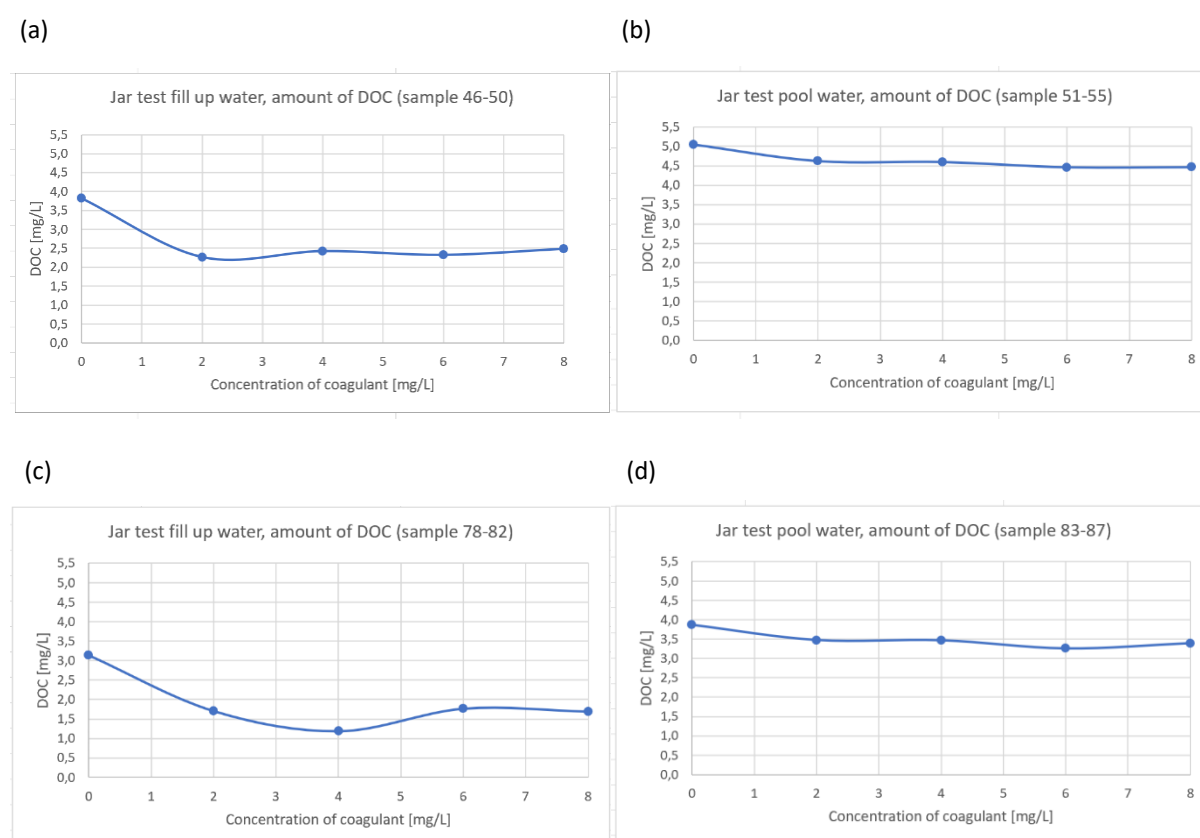 (a)
Jar test fill up water, amount of DOC (sample 46-50)
5,5
5,0
4,5
4,0
3,5
3,0
2,5
2,0
1,5
1,0
0,5
0,0
DOC [mg/L]
0 1 2 3 4 5 6 7 8
Concentration of coagulant [mg/L]
(b)
Jar test pool water, amount of DOC (sample 51-55)
5,5
5,0
4,5
4,0
3,5
3,0
2,5
2,0
1,5
1,0
0,5
0,0
DOC [mg/L]
0 1 2 3 4 5 6 7 8
Concentration of coagulant [mg/L]
(c)
Jar test fill up water, amount of DOC (sample 78-82)
5,5
5,0
4,5
4,0
3,5
3,0
2,5
2,0
1,5
1,0
0,5
0,0
DOC [mg/L]
0 1 2 3 4 5 6 7 8
Concentration of coagulant [mg/L]
(d)
Jar test pool water, amount of DOC (sample 83-87)
5,5
5,0
4,5
4,0
3,5
3,0
2,5
2,0
1,5
1,0
0,5
0,0
DOC [mg/L]
0 1 2 3 4 5 6 7 8
Concentration of coagulant [mg/L]